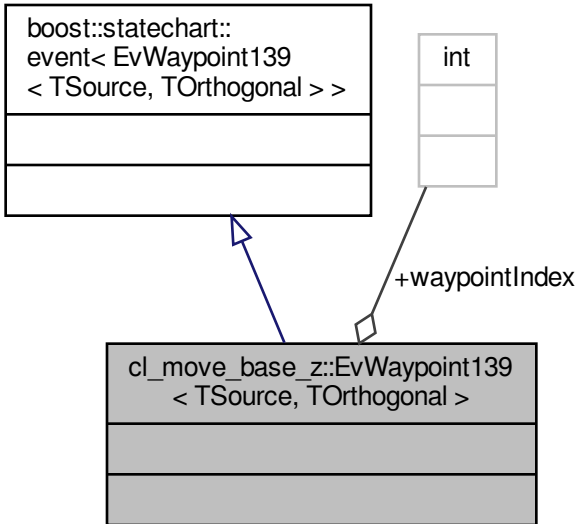 boost::statechart::
event< EvWaypoint139
< TSource, TOrthogonal > >
int
+waypointIndex
cl_move_base_z::EvWaypoint139
< TSource, TOrthogonal >